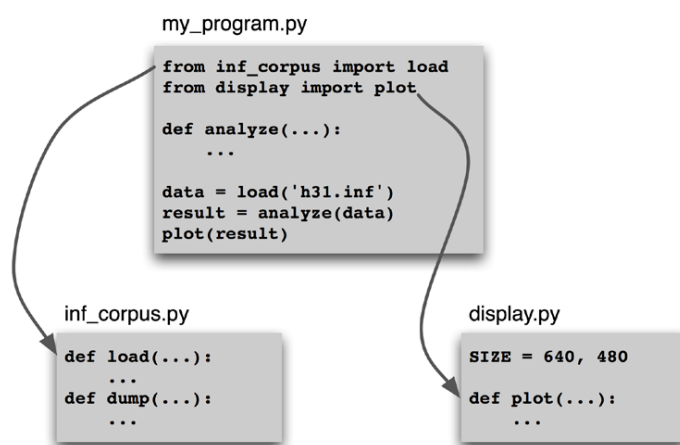 my_program.py
from inf_corpus import load
from display import plot
def analyze(...):
...
data = load('h31.inf')
result = analyze(data)
plot(result)
inf_corpus.py
def load(...):
...
def dump(...):
...
display.py
SIZE = 640, 480
def plot(...):
...